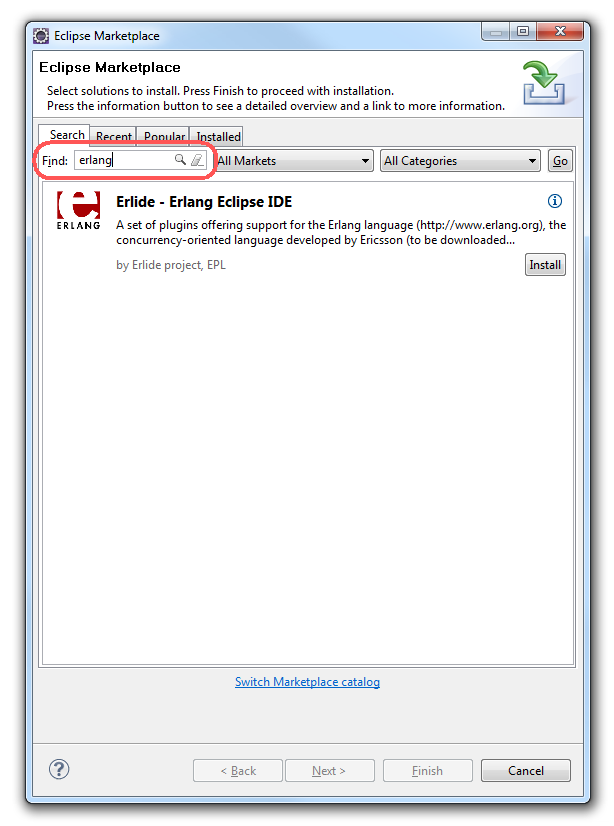 Eclipse Marketplace
Eclipse Marketplace
Select solutions to install. Press Finish to proceed with installation.
Press the information button to see a detailed overview and a link to more information.
Search Recent Popular Installed
Find: erlang All Markets All Categories Go
ERLANG
Erlide - Erlang Eclipse IDE
A set of plugins offering support for the Erlang language (http://www.erlang.org), the
concurrency-oriented language developed by Ericsson (to be downloaded...
by Erlide project, EPL
Install
Switch Marketplace catalog
? < Back Next > Finish Cancel